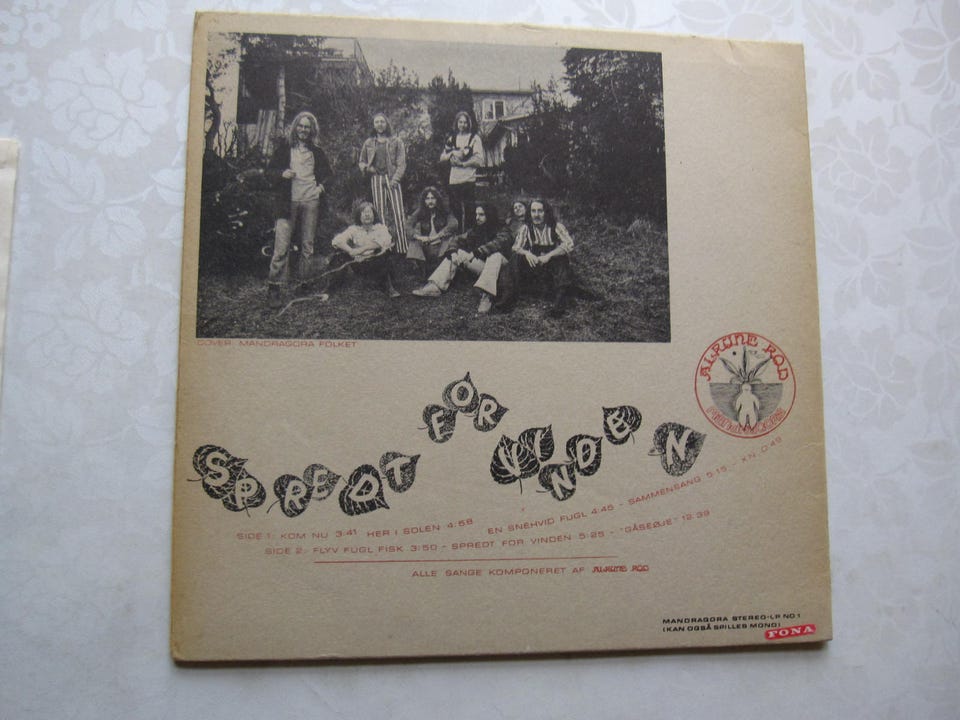 COVER: MANDRAGORA FOLKET
ALRUNE ROD
MANDRAGORA
SPREDT FOR VINDEN
SIDE 1: KOM NU 3:41 HER I SOLEN 4:58 EN SNEHVID FUGL 4:45 - SAMMENSANG 5:15 - XN 0:49
SIDE 2: FLYV FUGL FISK 3:50 - SPREDT FOR VINDEN 5:25 - "GÅSEØJE" 12:39
ALLE SANGE KOMPONERET AF ALRUNE ROD
MANDRAGORA STEREO-LP NO 1
(KAN OGSÅ SPILLES MONO)
FONA